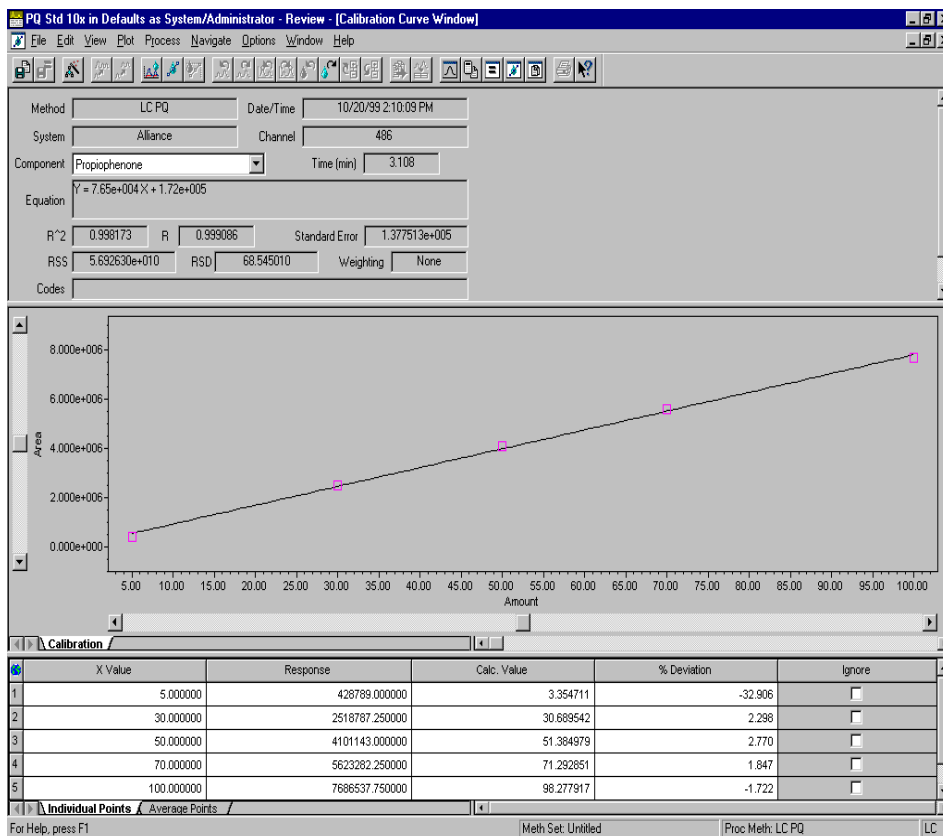 PQ Std 10x in Defaults as System/Administrator - Review - [Calibration Curve Window]
File Edit View Plot Process Navigate Options Window Help
Method LC PQ Date/Time 10/20/99 2:10:09 PM
System Alliance Channel 486
Component Propiophenone Time (min) 3.108
Equation Y = 7.65e+004 X + 1.72e+005
R^2 0.998173 R 0.999086 Standard Error 1.377513e+005
RSS 5.692630e+010 RSD 68.545010 Weighting None
Codes
8.000e+006
6.000e+006
4.000e+006
2.000e+006
0.000e+000
Area
5.00 10.00 15.00 20.00 25.00 30.00 35.00 40.00 45.00 50.00 55.00 60.00 65.00 70.00 75.00 80.00 85.00 90.00 95.00 100.00
Amount
Calibration
X Value Response Calc. Value % Deviation Ignore
1 5.000000 428789.000000 3.354711 -32.906
2 30.000000 2518787.250000 30.689542 2.298
3 50.000000 4101143.000000 51.384979 2.770
4 70.000000 5623282.250000 71.292851 1.847
5 100.000000 7686537.750000 98.277917 -1.722
Individual Points Average Points
For Help, press F1 Meth Set: Untitled Proc Meth: LC PQ LC